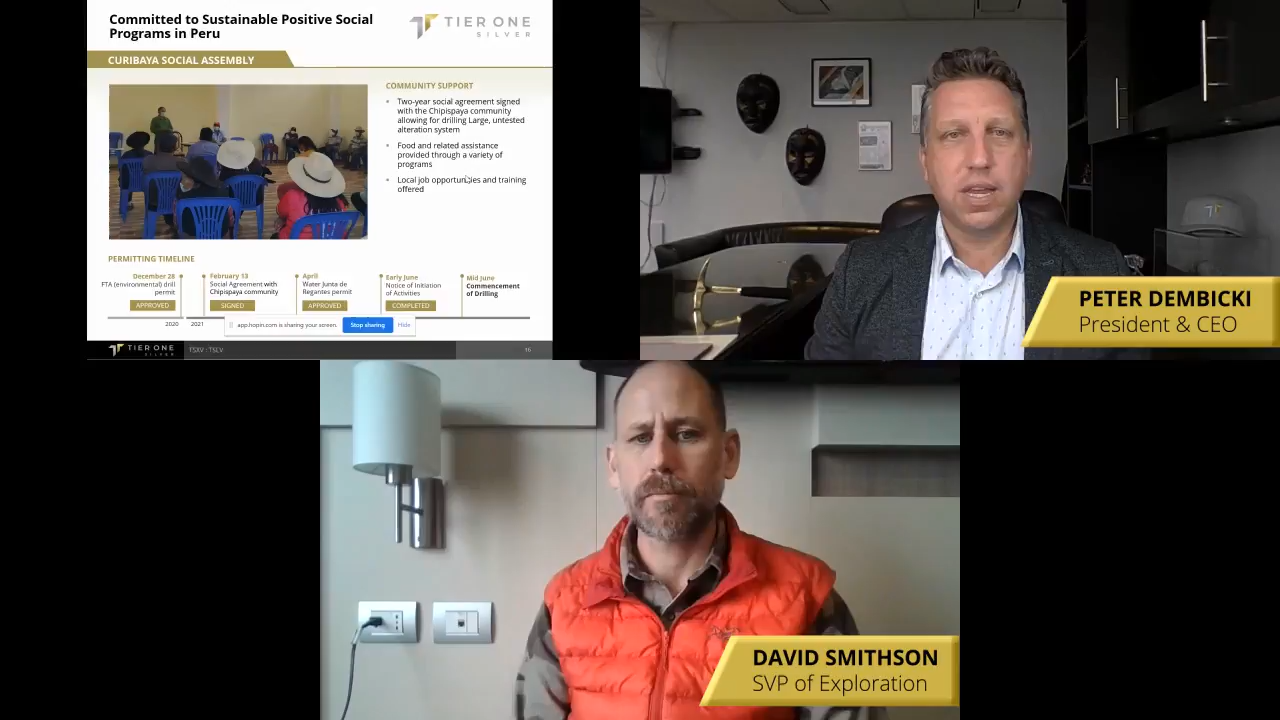 Committed to Sustainable Positive Social
Programs in Peru
TIER ONE
SILVER
CURIBAYA SOCIAL ASSEMBLY
COMMUNITY SUPPORT
Two-year social agreement signed
with the Chipispaya community
allowing for drilling Large, untested
alteration system
Food and related assistance
provided through a variety of
programs
Local job opportunities and training
offered
PERMITTING TIMELINE
December 28
FTA (environmental) drill
permit
APPROVED
February 13
Social Agreement with
Chipispaya community
SIGNED
April
Water Junta de
Regantes permit
APPROVED
Early June
Notice of Initiation
of Activities
COMPLETED
Mid June
Commencement
of Drilling
2020
2021
app.hopin.com is sharing your screen.
Stop sharing
Hide
TIER ONE
SILVER
TSXV : TSLV
16
PETER DEMBICKI
President & CEO
DAVID SMITHSON
SVP of Exploration